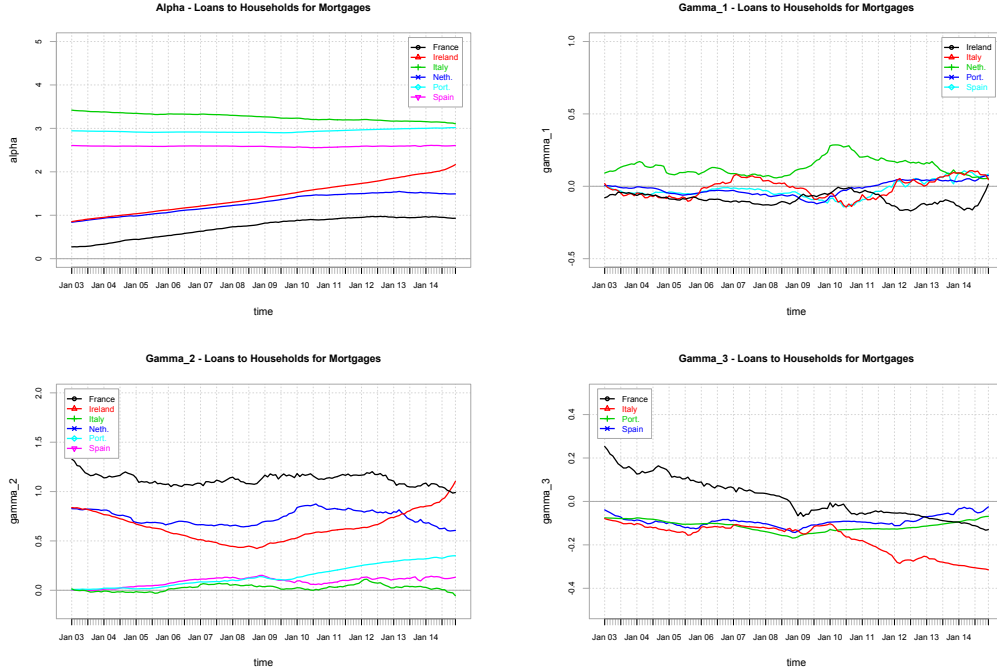 Alpha - Loans to Households for Mortgages
alpha
5
4
3
2
1
0
France
Ireland
Italy
Neth.
Port.
Spain
Jan 03 Jan 04 Jan 05 Jan 06 Jan 07 Jan 08 Jan 09 Jan 10 Jan 11 Jan 12 Jan 13 Jan 14
time
Gamma_1 - Loans to Households for Mortgages
gamma_1
1.0
0.5
0.0
-0.5
Ireland
Italy
Neth.
Port.
Spain
Jan 03 Jan 04 Jan 05 Jan 06 Jan 07 Jan 08 Jan 09 Jan 10 Jan 11 Jan 12 Jan 13 Jan 14
time
Gamma_2 - Loans to Households for Mortgages
gamma_2
2.0
1.5
1.0
0.5
0.0
France
Ireland
Italy
Neth.
Port.
Spain
Jan 03 Jan 04 Jan 05 Jan 06 Jan 07 Jan 08 Jan 09 Jan 10 Jan 11 Jan 12 Jan 13 Jan 14
time
Gamma_3 - Loans to Households for Mortgages
gamma_3
0.4
0.2
0.0
-0.2
-0.4
France
Italy
Port.
Spain
Jan 03 Jan 04 Jan 05 Jan 06 Jan 07 Jan 08 Jan 09 Jan 10 Jan 11 Jan 12 Jan 13 Jan 14
time